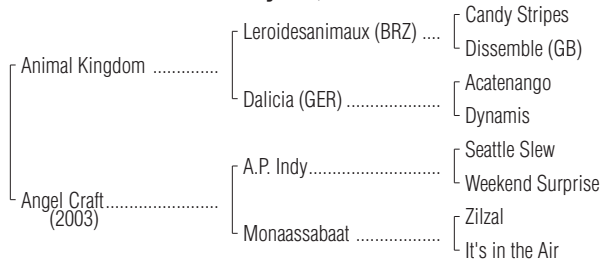 Candy Stripes
Leroidesanimaux (BRZ) ....
Dissemble (GB)
Animal Kingdom ..............
Acatenango
Dalicia (GER) ....................
Dynamis
Seattle Slew
A.P. Indy............................
Weekend Surprise
Angel Craft........................
(2003)
Zilzal
Monaassabaat ..................
It's in the Air